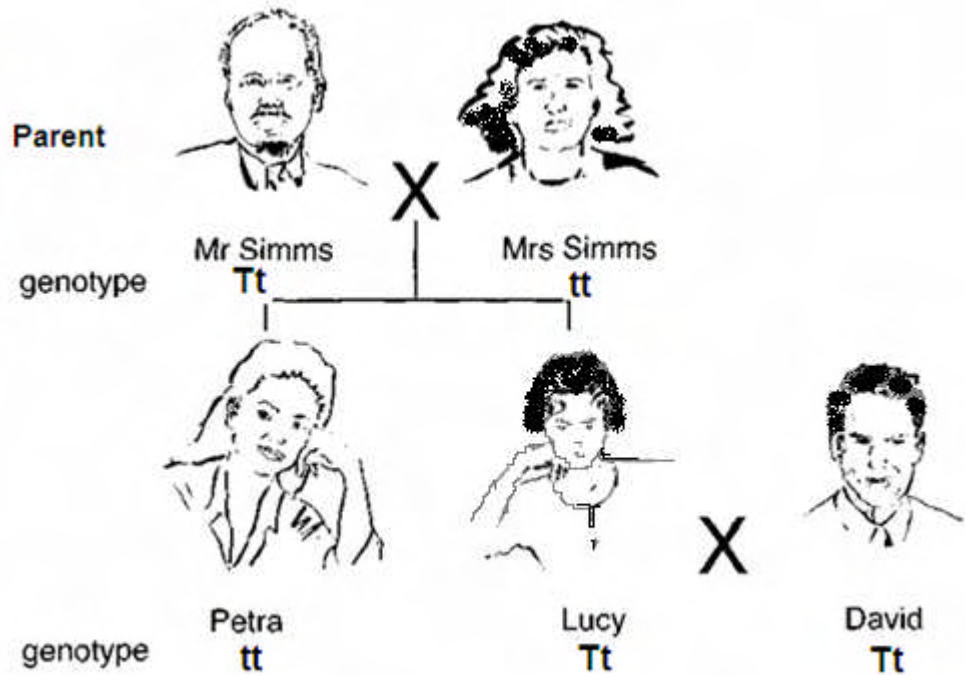 Parent
X
Mr Simms Mrs Simms
genotype Tt tt
X
Petra Lucy David
genotype tt Tt Tt